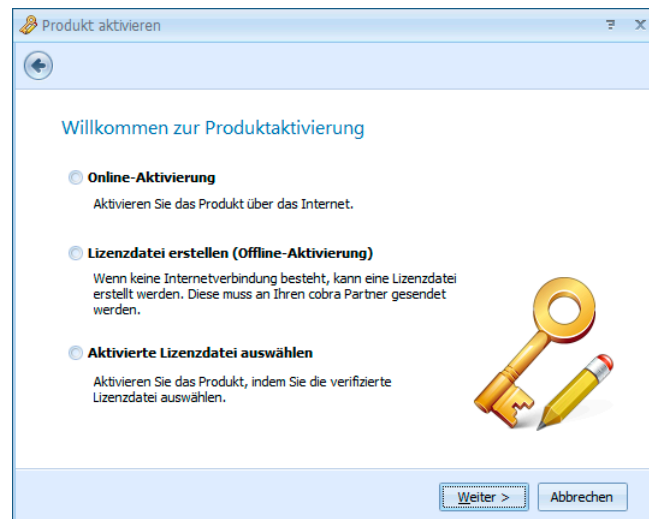 Produkt aktivieren
Willkommen zur Produktaktivierung
Online-Aktivierung
Aktivieren Sie das Produkt über das Internet.
Lizenzdatei erstellen (Offline-Aktivierung)
Wenn keine Internetverbindung besteht, kann eine Lizenzdatei
erstellt werden. Diese muss an Ihren cobra Partner gesendet
werden.
Aktivierte Lizenzdatei auswählen
Aktivieren Sie das Produkt, indem Sie die verifizierte
Lizenzdatei auswählen.
Weiter > Abbrechen